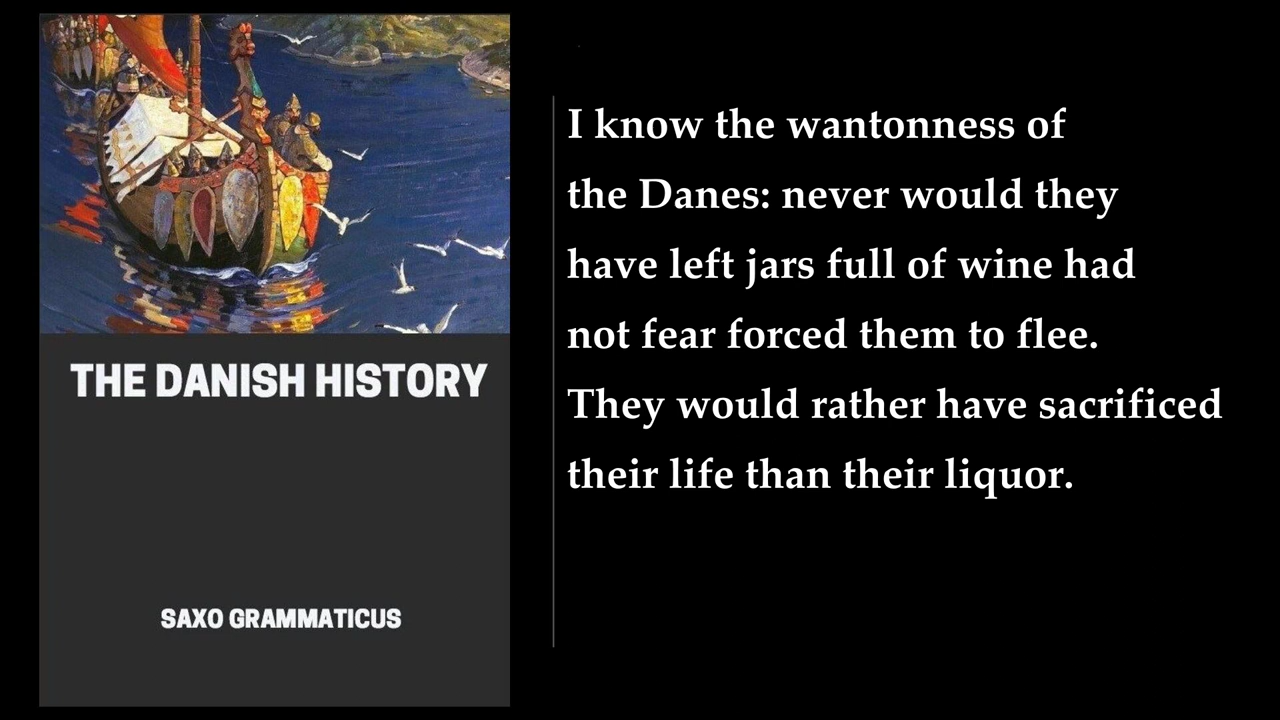 THE DANISH HISTORY
SAXO GRAMMATICUS
I know the wantonness of
the Danes: never would they
have left jars full of wine had
not fear forced them to flee.
They would rather have sacrificed
their life than their liquor.